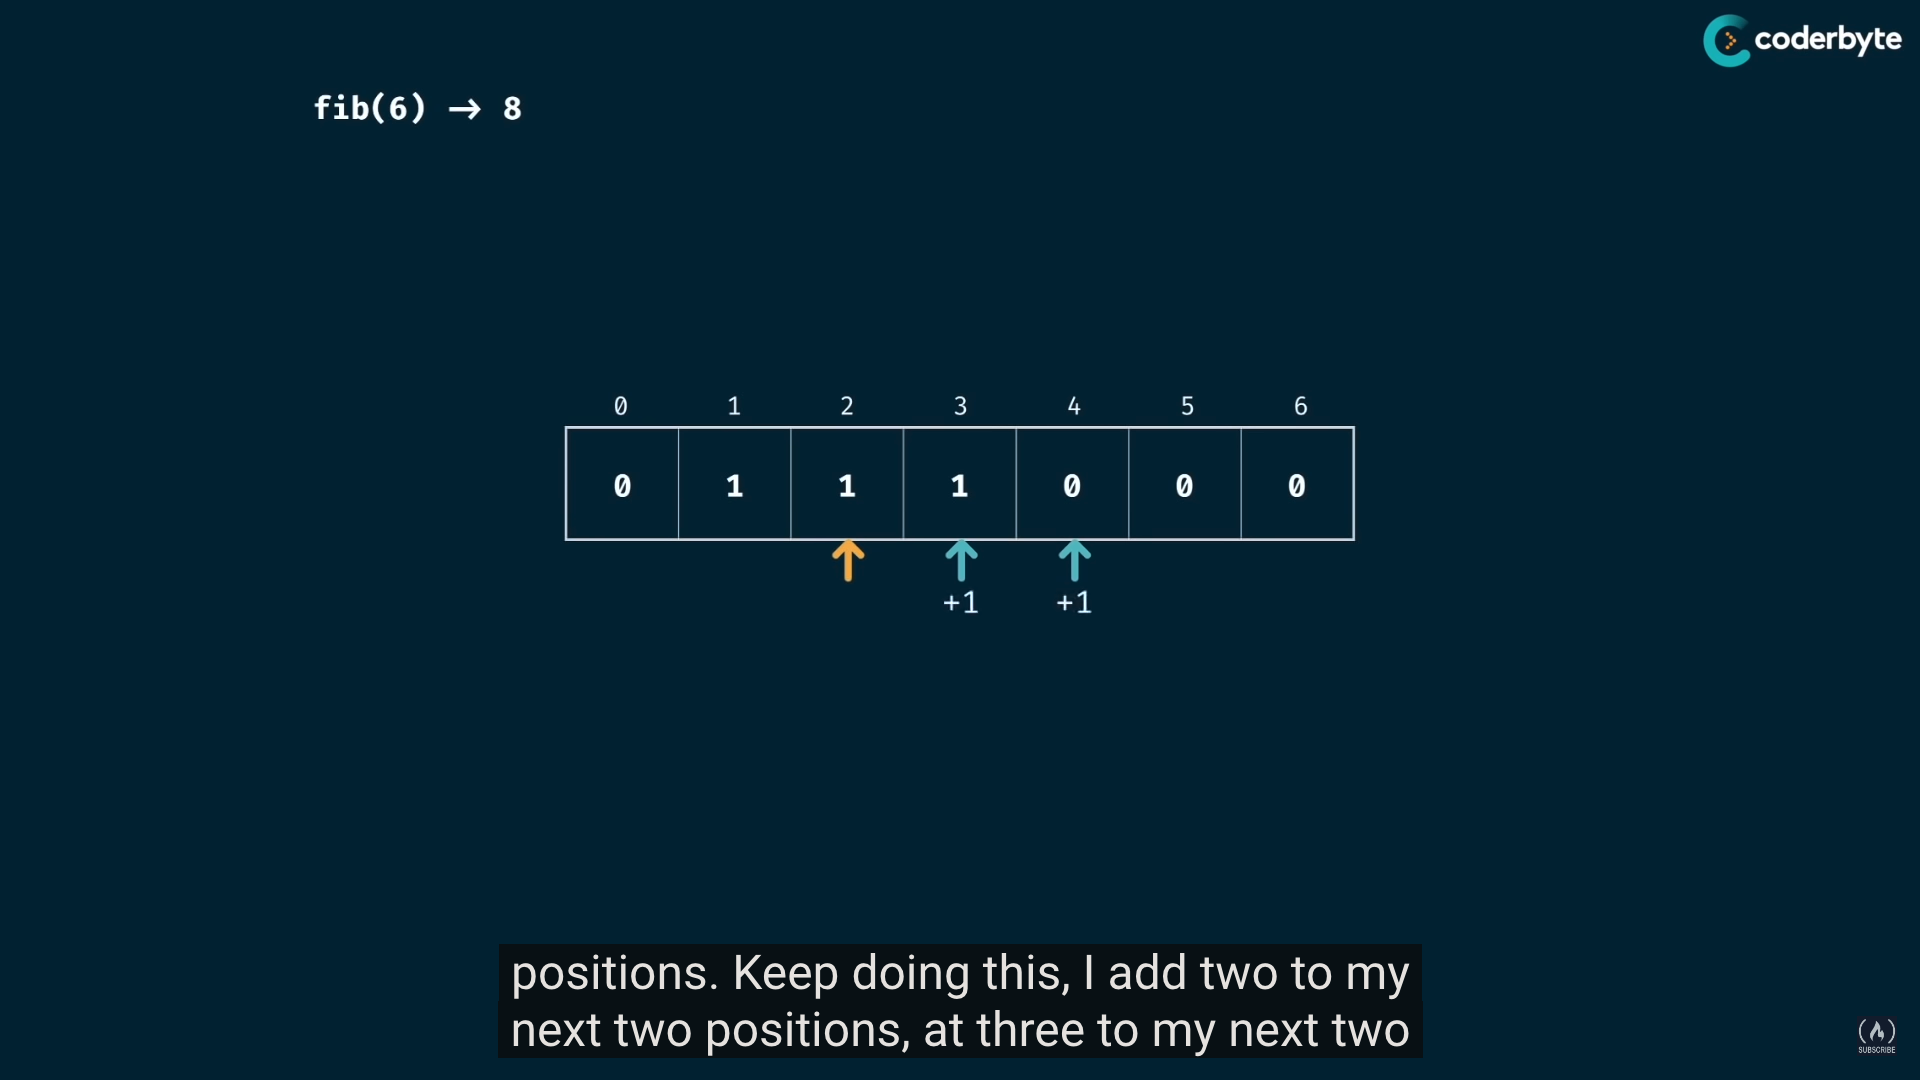 coderbyte
fib(6) → 8
0 1 2 3 4 5 6
0 1 1 1 0 0 0
+1 +1
positions. Keep doing this, I add two to my
next two positions, at three to my next two
SUBSCRIBE